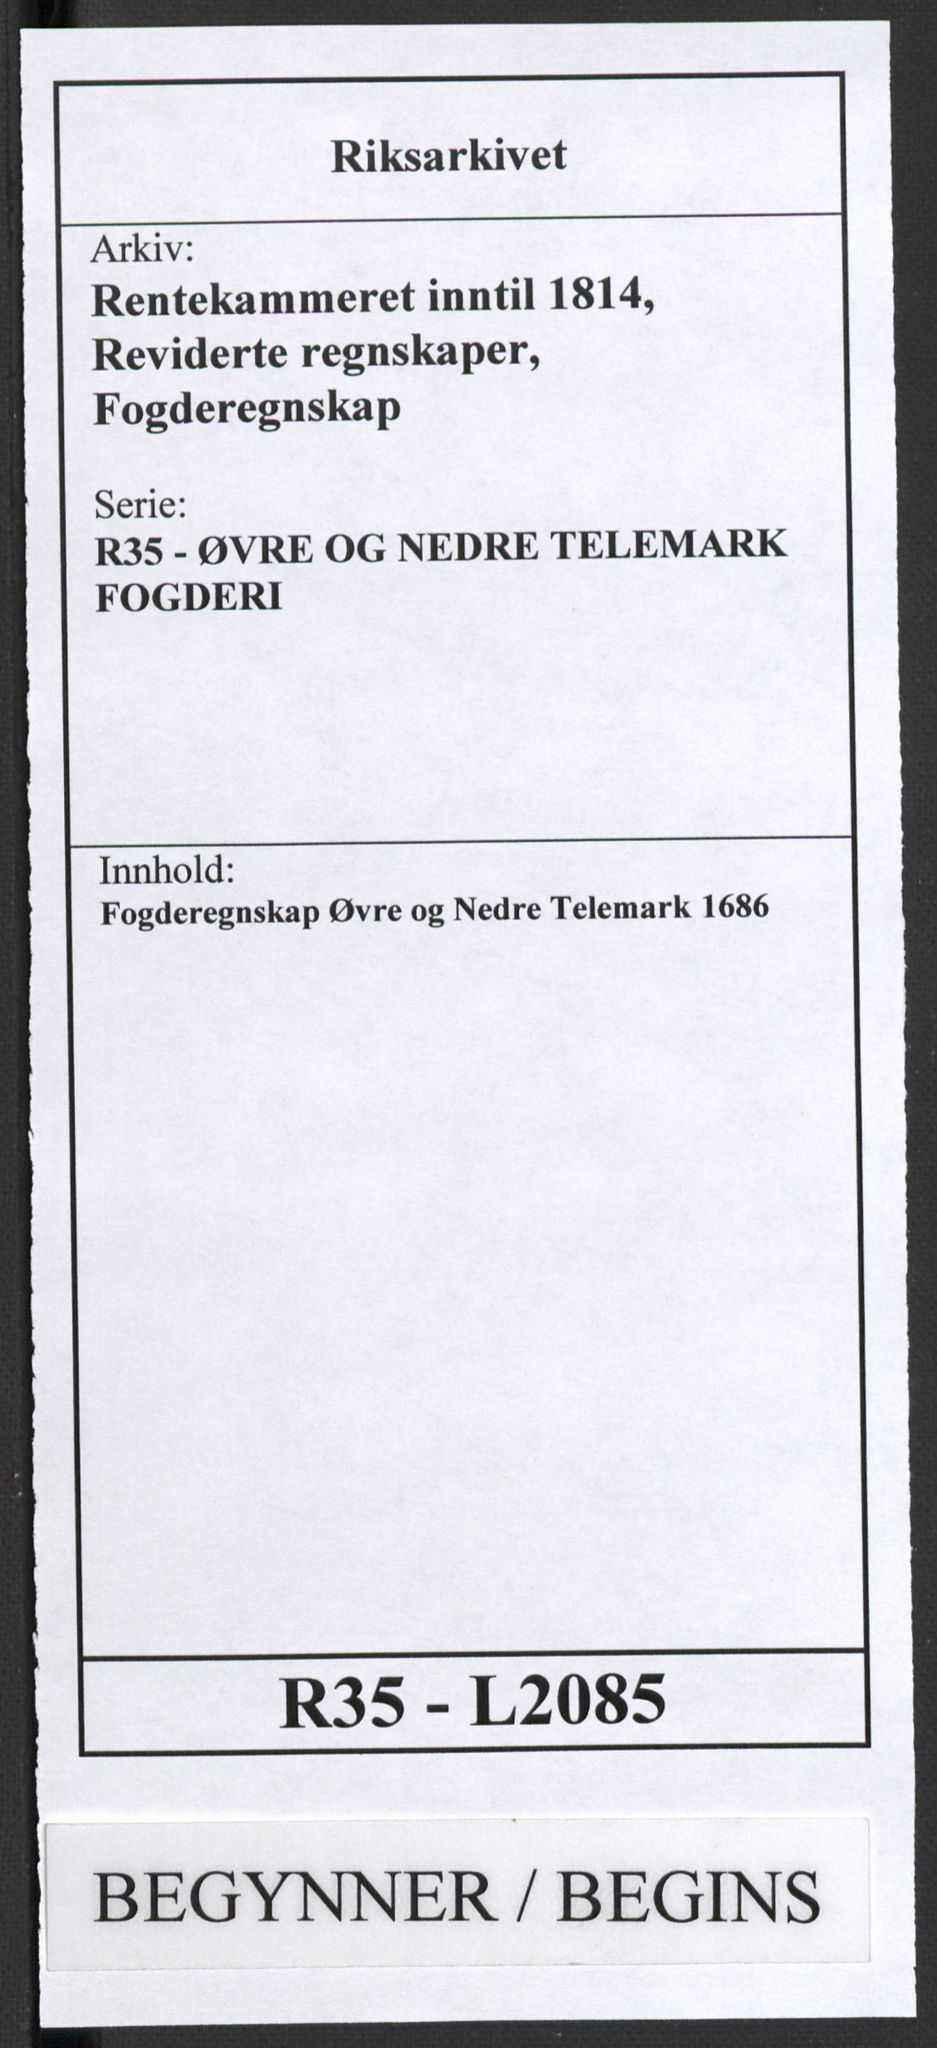 Riksarkivet
Arkiv:
Rentekammeret inntil 1814,
Reviderte regnskaper,
Fogderegnskap
Serie:
R35 - ØVRE OG NEDRE TELEMARK
FOGDERI
Innhold:
Fogderegnskap Øvre og Nedre Telemark 1686
R35 - L2085
BEGYNNER / BEGINS